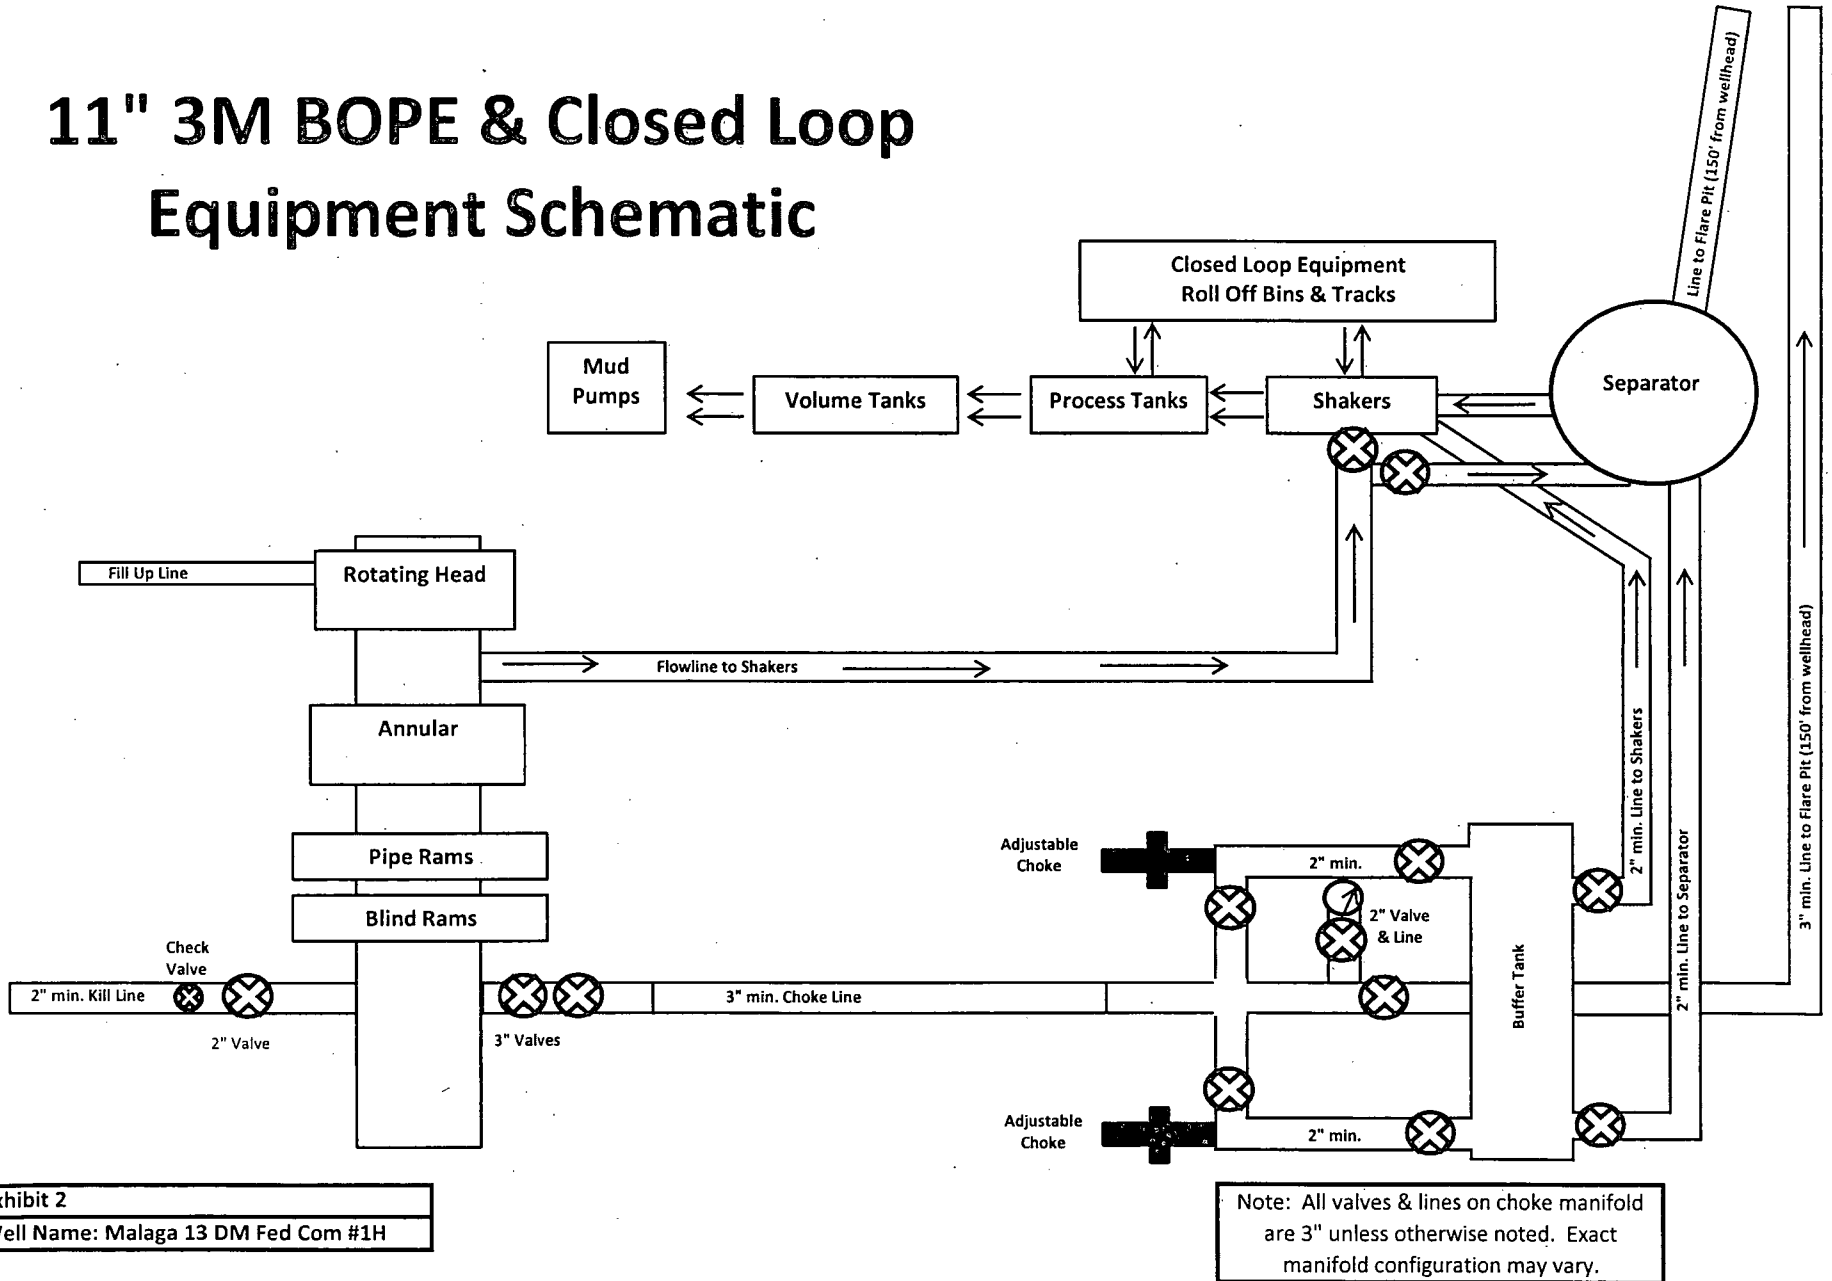 11" 3M BOPE & Closed Loop
Equipment Schematic
Line to Flare Pit (150' from wellhead)
Closed Loop Equipment
Roll Off Bins & Tracks
Mud
Pumps
Volume Tanks
Process Tanks
Shakers
Separator
Fill Up Line
Rotating Head
Flowline to Shakers
Annular
Pipe Rams
Blind Rams
Check
Valve
2" min. Kill Line
2" Valve
3" Valves
3" min. Choke Line
Adjustable
Choke
2" min.
2" Valve
& Line
Buffer Tank
2" min. Line to Shakers
2" min. Line to Separator
3" min. Line to Flare Pit (150' from wellhead)
Adjustable
Choke
2" min.
xhibit 2
Well Name: Malaga 13 DM Fed Com #1H
Note: All valves & lines on choke manifold
are 3" unless otherwise noted. Exact
manifold configuration may vary.